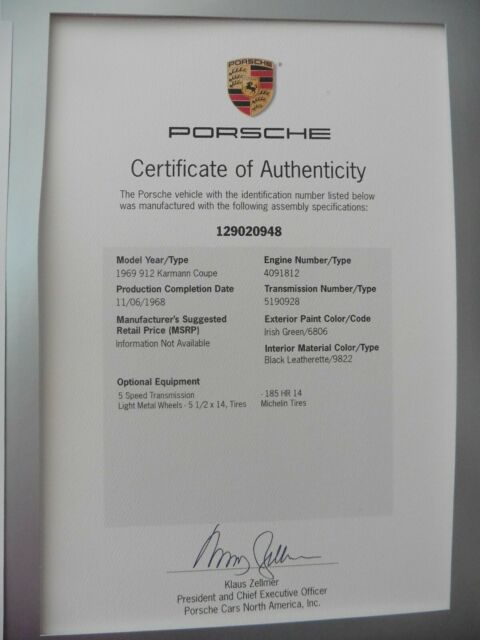 PORSCHE
PORSCHE
Certificate of Authenticity
The Porsche vehicle with the identification number listed below
was manufactured with the following assembly specifications:
129020948
Model Year/Type
1969 912 Karmann Coupe
Production Completion Date
11/06/1968
Manufacturer's Suggested
Retail Price (MSRP)
Information Not Available
Engine Number/Type
4091812
Transmission Number/Type
5190928
Exterior Paint Color/Code
Irish Green/6806
Interior Material Color/Type
Black Leatherette/9822
Optional Equipment
5 Speed Transmission
Light Metal Wheels - 5 1/2 x 14, Tires
- 185 HR 14
Michelin Tires
Klaus Zellmer
President and Chief Executive Officer
Porsche Cars North America, Inc.